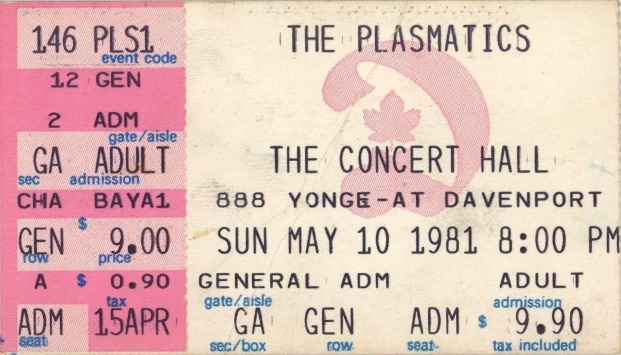 146 PLS1
event code
12 GEN
2 ADM
gate/aisle
GA ADULT
sec admission
CHA BAYA1
$
GEN 9.00
row price
A $ 0.90
tax
ADM 15APR
seat
THE PLASMATICS
THE CONCERT HALL
888 YONGE-AT DAVENPORT
SUN MAY 10 1981 8:00 PM
GENERAL ADM ADULT
gate/aisle admission
GA GEN ADM $ 9.90
sec/box row seat tax included